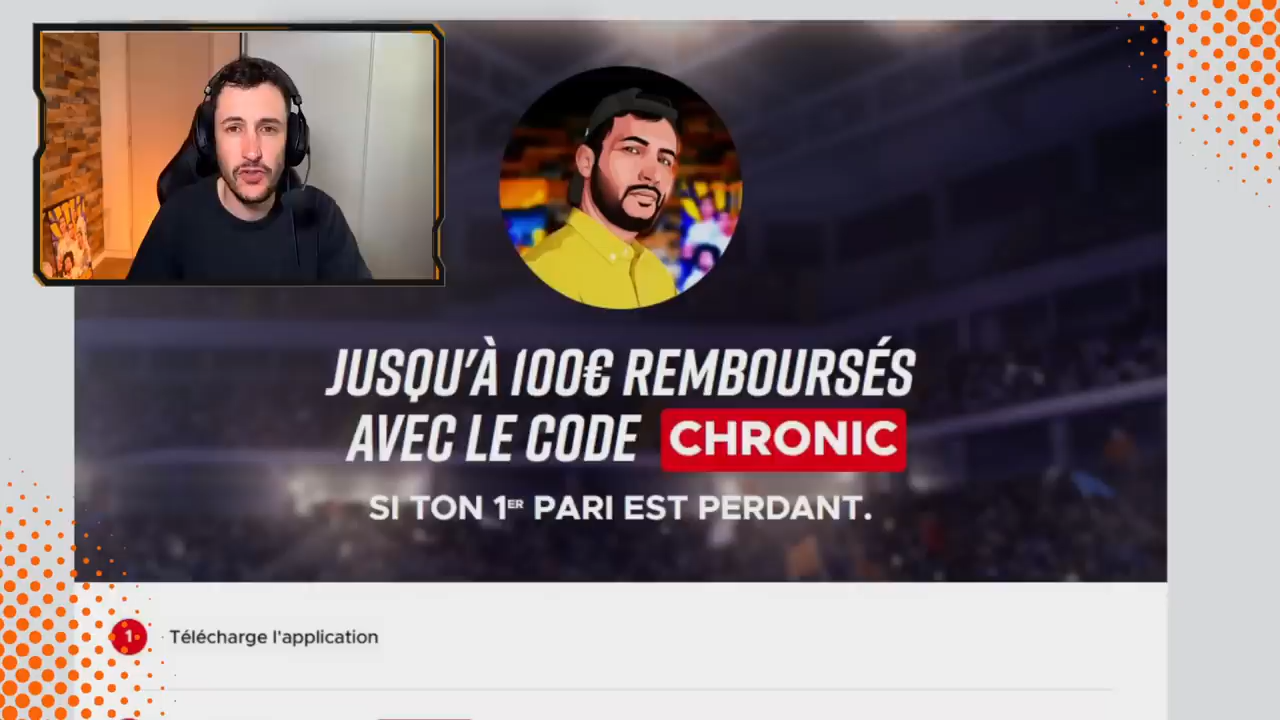 JUSQU'À 100€ REMBOURSÉS
AVEC LE CODE CHRONIC
SI TON 1ER PARI EST PERDANT.
1 Télécharge l'application